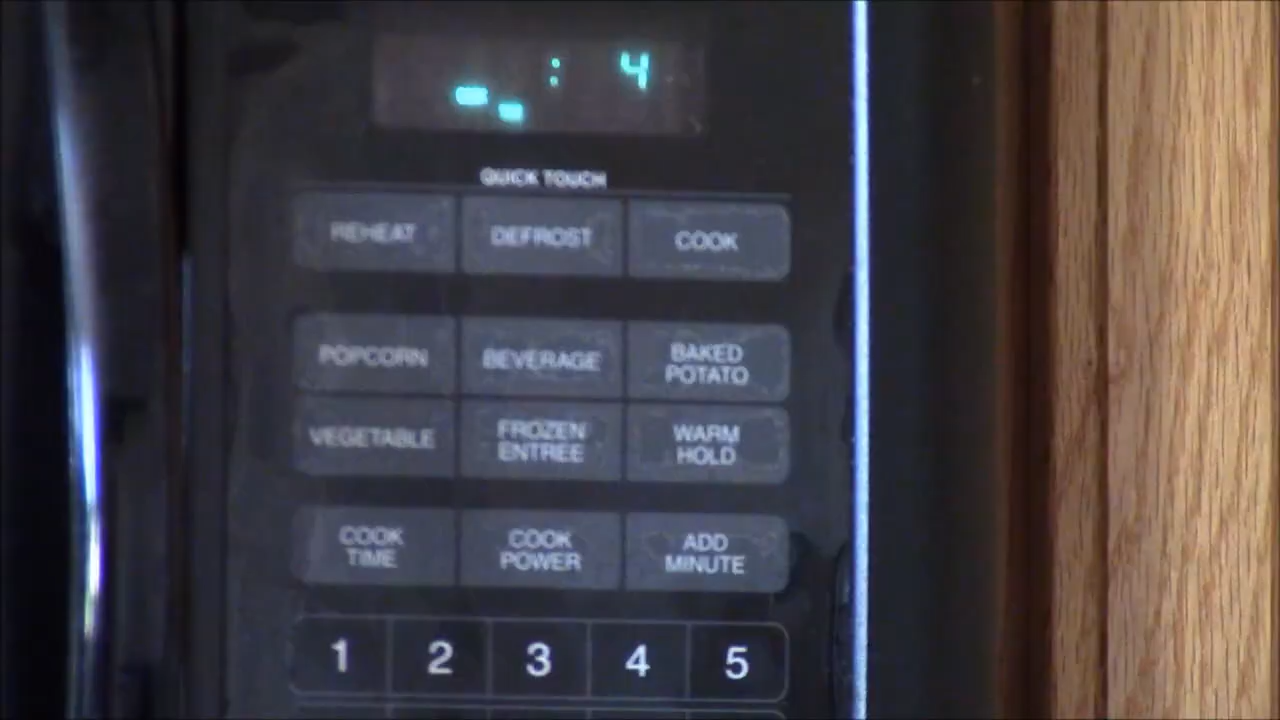 : 4
QUICK TOUCH
REHEAT DEFROST COOK
POPCORN BEVERAGE BAKED POTATO
VEGETABLE FROZEN ENTREE WARM HOLD
COOK TIME COOK POWER ADD MINUTE
1 2 3 4 5